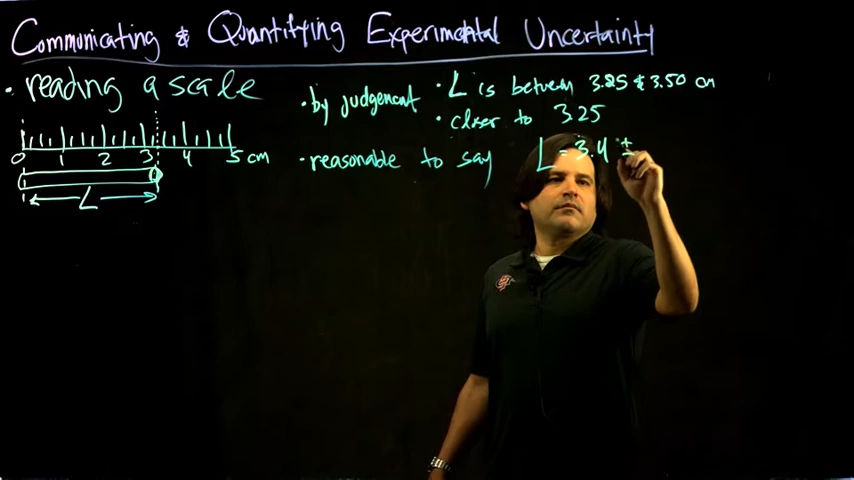 Communicating & Quantifying Experimental Uncertainty
• reading a scale
0 1 2 3 4 5 cm
L
• by judgement
• L is between 3.25 & 3.50 cm
• closer to 3.25
• reasonable to say L = 3.4 ±